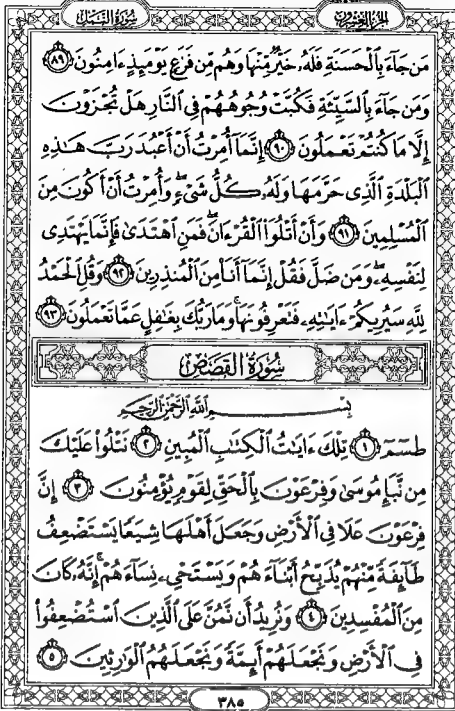 الجزء العشرون سورة النمل
مَن جَآءَ بِٱلْحَسَنَةِ فَلَهُۥ خَيْرٌ مِّنْهَا وَهُم مِّن فَزَعٍ يَوْمَئِذٍ ءَامِنُونَ ٨٩
وَمَن جَآءَ بِٱلسَّيِّئَةِ فَكُبَّتْ وُجُوهُهُمْ فِي ٱلنَّارِ هَلْ تُجْزَوْنَ
إِلَّا مَا كُنتُمْ تَعْمَلُونَ ٩٠ إِنَّمَآ أُمِرْتُ أَنْ أَعْبُدَ رَبَّ هَٰذِهِ
ٱلْبَلْدَةِ ٱلَّذِي حَرَّمَهَا وَلَهُۥ كُلُّ شَيْءٍ ۖ وَأُمِرْتُ أَنْ أَكُونَ مِنَ
ٱلْمُسْلِمِينَ ٩١ وَأَنْ أَتْلُوَا۟ ٱلْقُرْءَانَ ۖ فَمَنِ ٱهْتَدَىٰ فَإِنَّمَا يَهْتَدِي
لِنَفْسِهِۦ ۖ وَمَن ضَلَّ فَقُلْ إِنَّمَآ أَنَا۠ مِنَ ٱلْمُنذِرِينَ ٩٢ وَقُلِ ٱلْحَمْدُ
لِلَّهِ سَيُرِيكُمْ ءَايَٰتِهِۦ فَتَعْرِفُونَهَا ۚ وَمَا رَبُّكَ بِغَٰفِلٍ عَمَّا تَعْمَلُونَ ٩٣
سُورَةُ القَصَصِ
بِسْمِ ٱللَّهِ ٱلرَّحْمَٰنِ ٱلرَّحِيمِ
طسٓمٓ ١ تِلْكَ ءَايَٰتُ ٱلْكِتَٰبِ ٱلْمُبِينِ ٢ نَتْلُوا۟ عَلَيْكَ
مِن نَّبَإِ مُوسَىٰ وَفِرْعَوْنَ بِٱلْحَقِّ لِقَوْمٍ يُؤْمِنُونَ ٣ إِنَّ
فِرْعَوْنَ عَلَا فِي ٱلْأَرْضِ وَجَعَلَ أَهْلَهَا شِيَعًا يَسْتَضْعِفُ
طَآئِفَةً مِّنْهُمْ يُذَبِّحُ أَبْنَآءَهُمْ وَيَسْتَحْيِۦ نِسَآءَهُمْ ۚ إِنَّهُۥ كَانَ
مِنَ ٱلْمُفْسِدِينَ ٤ وَنُرِيدُ أَن نَّمُنَّ عَلَى ٱلَّذِينَ ٱسْتُضْعِفُوا۟
فِي ٱلْأَرْضِ وَنَجْعَلَهُمْ أَئِمَّةً وَنَجْعَلَهُمُ ٱلْوَٰرِثِينَ ٥
٣٨٥